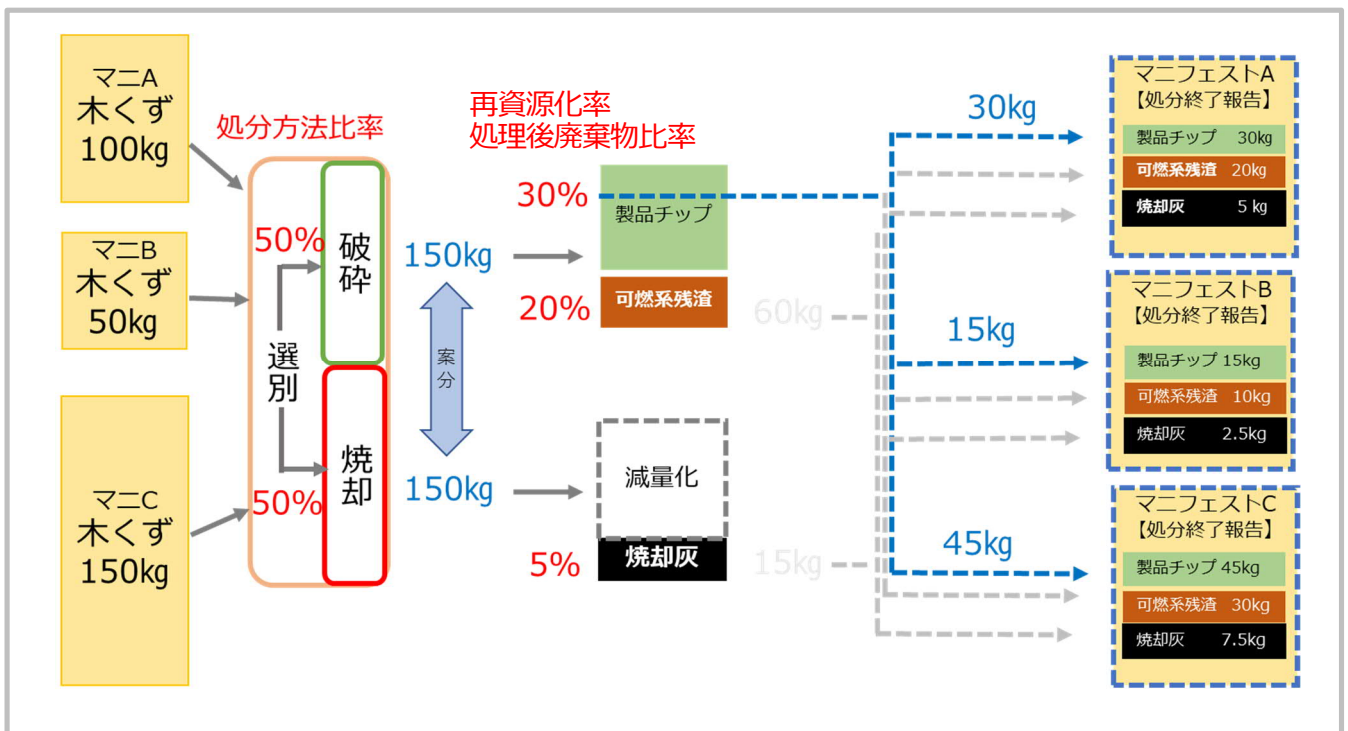 マニA
木くず
100kg
マニB
木くず
50kg
マニC
木くず
150kg
処分方法比率
50%
破砕
選別
50%
焼却
150kg
案分
150kg
再資源化率
処理後廃棄物比率
30%
製品チップ
20%
可燃系残渣
60kg
減量化
5%
焼却灰
15kg
30kg
15kg
45kg
マニフェストA
【処分終了報告】
製品チップ 30kg
可燃系残渣 20kg
焼却灰 5 kg
マニフェストB
【処分終了報告】
製品チップ 15kg
可燃系残渣 10kg
焼却灰 2.5kg
マニフェストC
【処分終了報告】
製品チップ 45kg
可燃系残渣 30kg
焼却灰 7.5kg